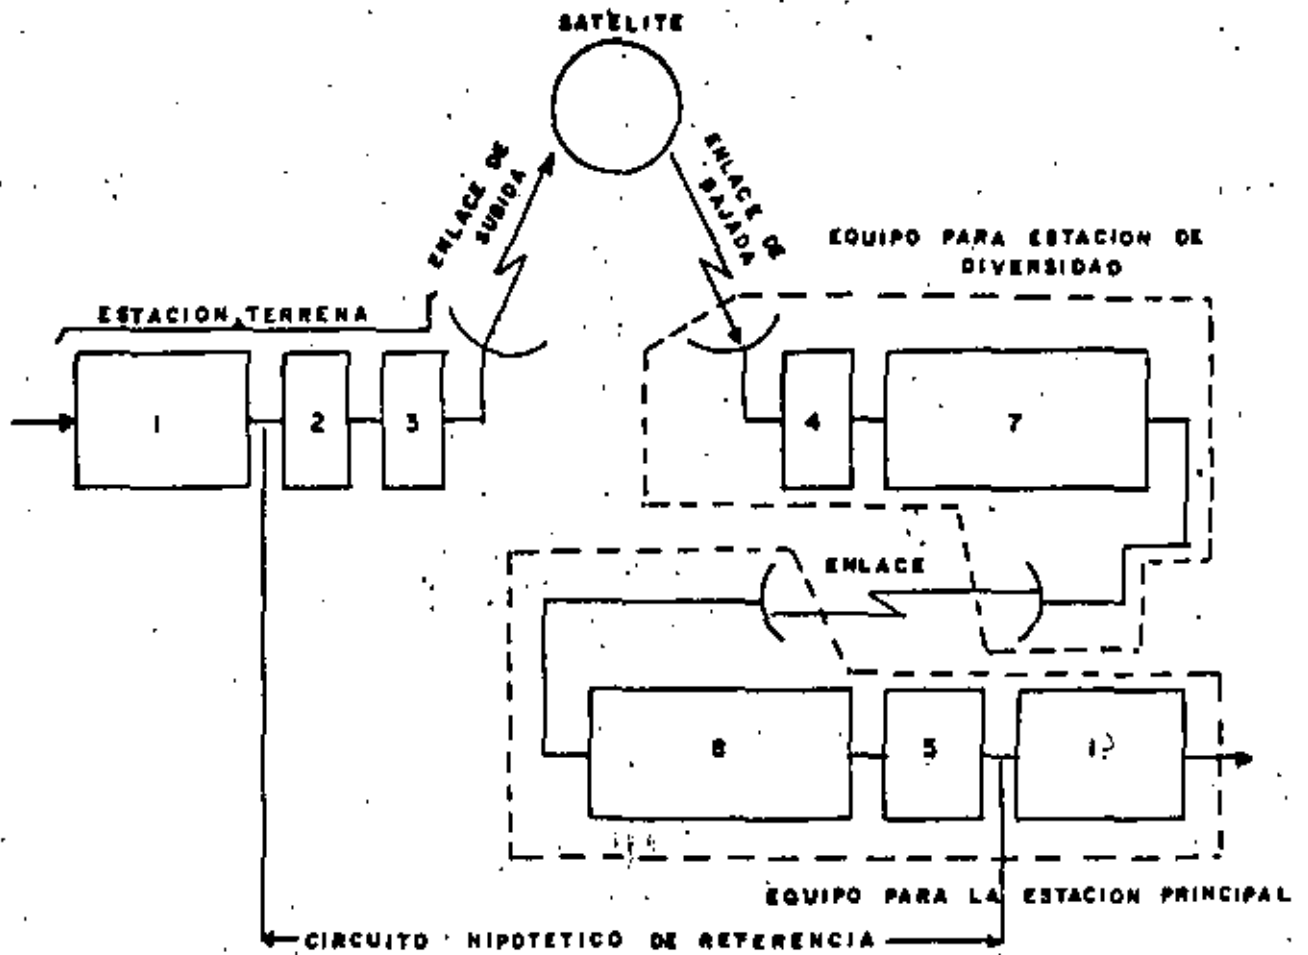 SATELITE
ENLACE DE
SUBIDA
ENLACE DE
BAJADA
EQUIPO PARA ESTACION DE
DIVERSIDAD
ESTACION TERRENA
1
2
3
4
7
ENLACE
8
5
1
EQUIPO PARA LA ESTACION PRINCIPAL
CIRCUITO HIPOTETICO DE REFERENCIA